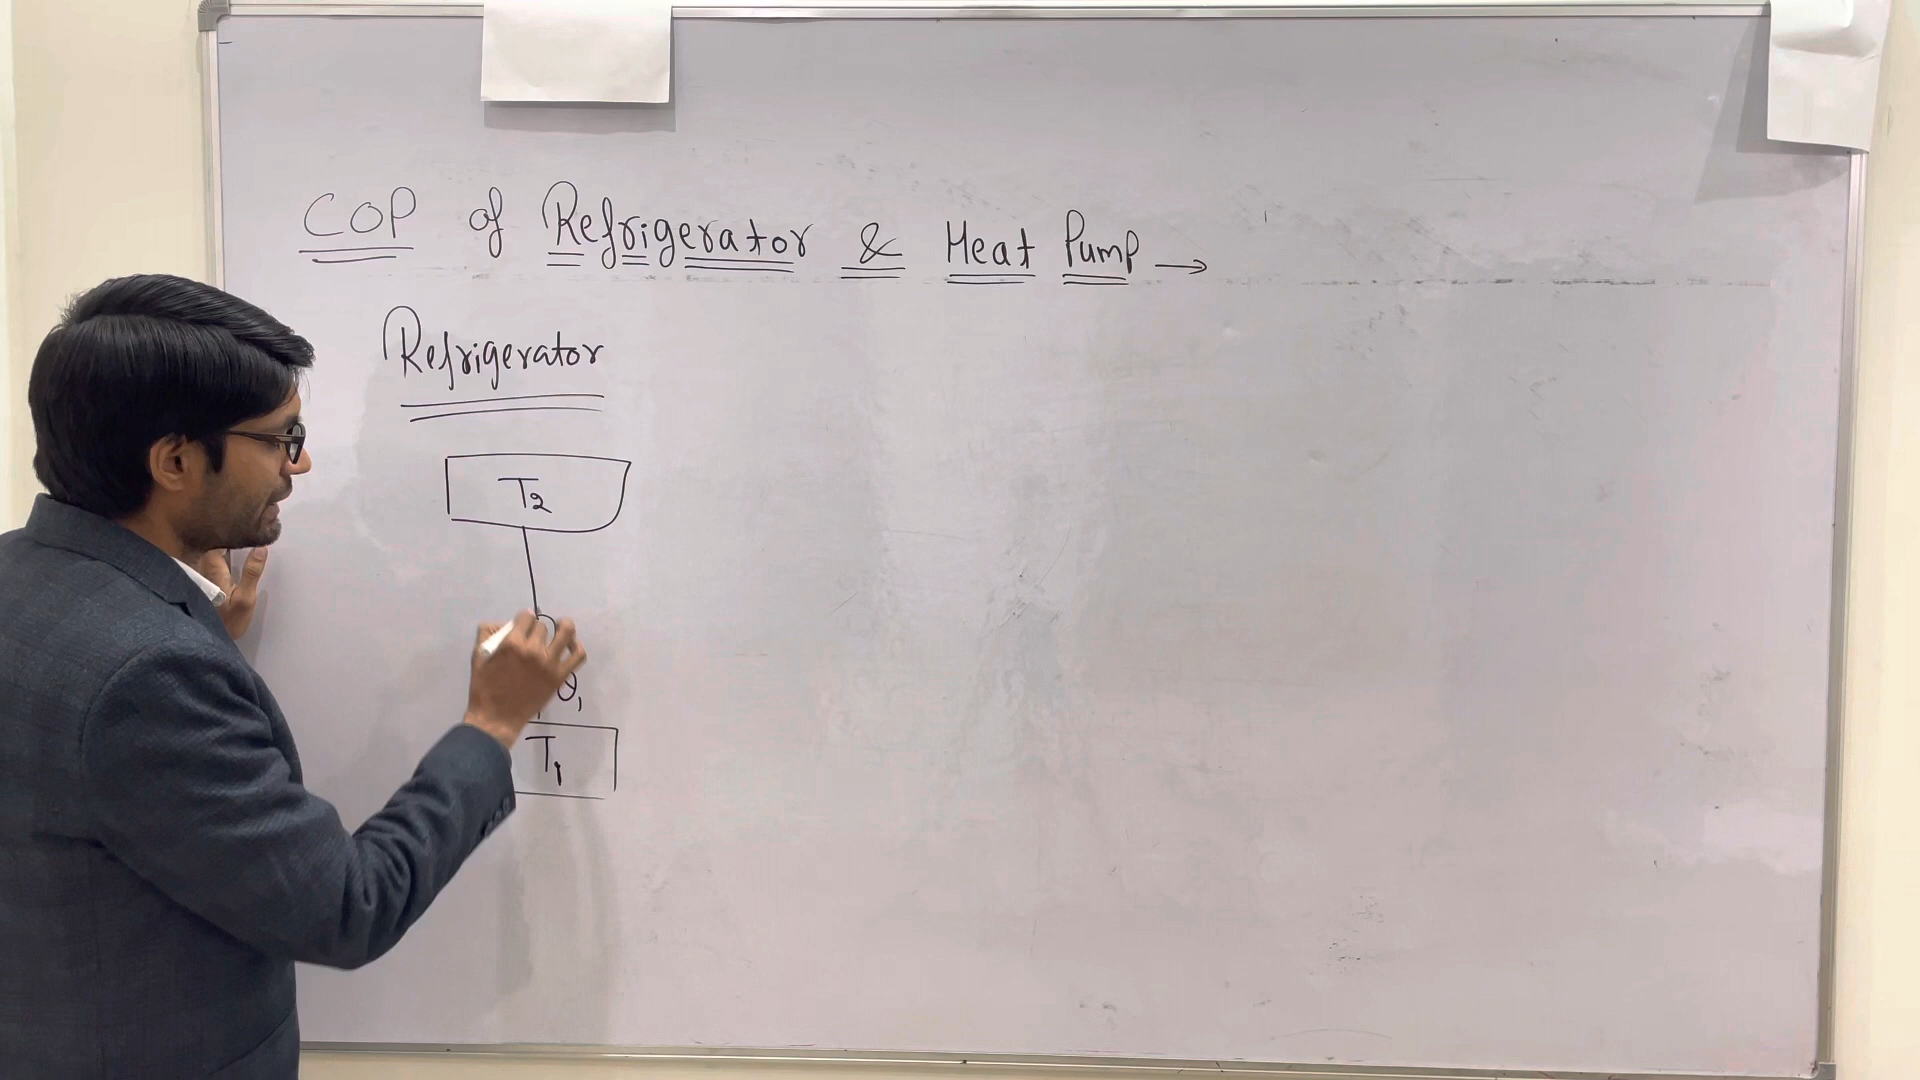 COP of Refrigerator & Heat Pump →
Refrigerator
T2
Q1
T1